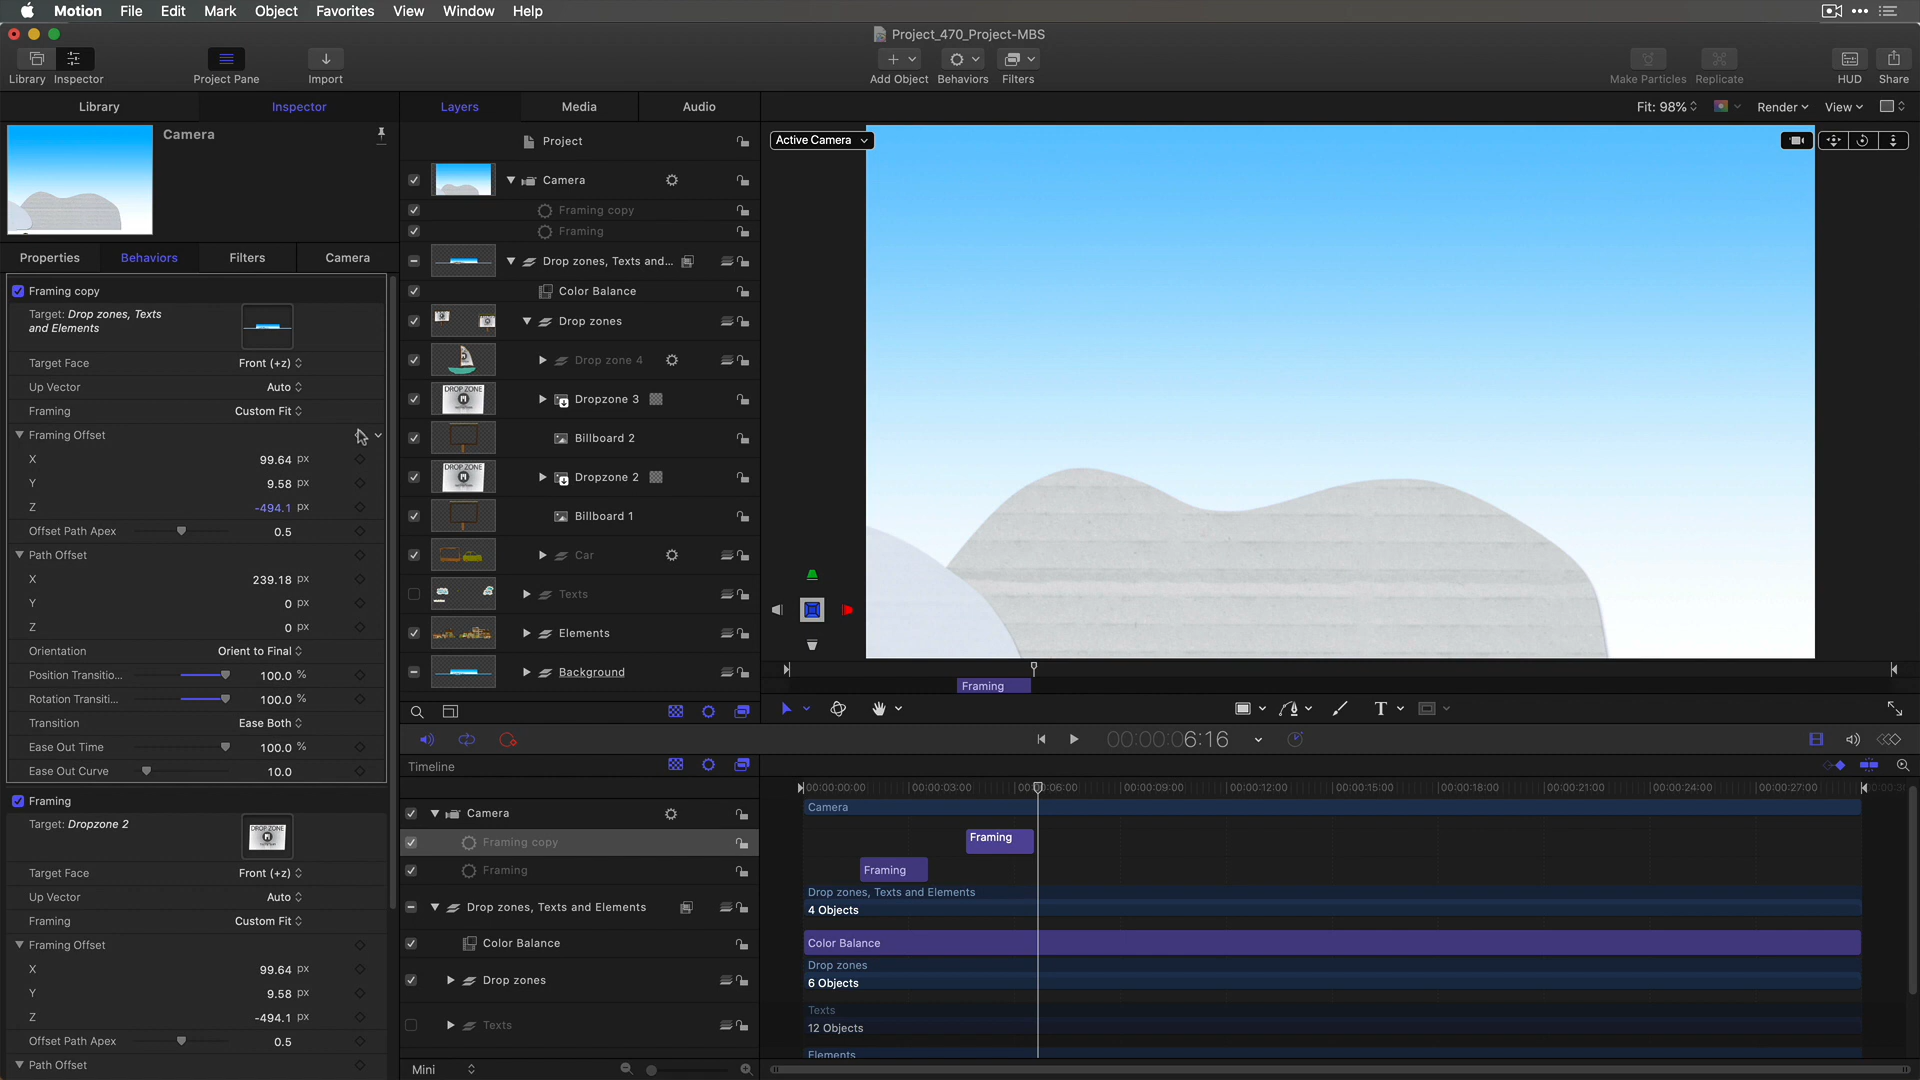 Motion File Edit Mark Object Favorites View Window Help
Project_470_Project-MBS
Library Inspector Project Pane Import Add Object Behaviors Filters Make Particles Replicate HUD Share
Library Inspector Layers Media Audio Fit: 98% Render View
Camera
Properties Behaviors Filters Camera
Framing copy
Target: Drop zones, Texts
and Elements
Target Face Front (+z)
Up Vector Auto
Framing Custom Fit
Framing Offset
X 99.64 px
Y 9.58 px
Z -494.1 px
Offset Path Apex 0.5
Path Offset
X 239.18 px
Y 0 px
Z 0 px
Orientation Orient to Final
Position Transitio... 100.0 %
Rotation Transiti... 100.0 %
Transition Ease Both
Ease Out Time 100.0 %
Ease Out Curve 10.0
Framing
Target: Dropzone 2
DROP ZONE
Target Face Front (+z)
Up Vector Auto
Framing Custom Fit
Framing Offset
X 99.64 px
Y 9.58 px
Z -494.1 px
Offset Path Apex 0.5
Path Offset
Project
Camera
Framing copy
Framing
Drop zones, Texts and...
Color Balance
Drop zones
Drop zone 4
DROP ZONE
Dropzone 3
Billboard 2
DROP ZONE
Dropzone 2
Billboard 1
Car
Texts
Elements
Background
Active Camera
Framing
00:00:00:6:16
Timeline
00:00:00:00 00:00:03:00 00:00:06:00 00:00:09:00 00:00:12:00 00:00:15:00 00:00:18:00 00:00:21:00 00:00:24:00 00:00:27:00
Camera
Framing copy
Framing
Drop zones, Texts and Elements
Color Balance
Drop zones
Texts
Mini
Camera
Framing
Framing
Drop zones, Texts and Elements
4 Objects
Color Balance
Drop zones
6 Objects
Texts
12 Objects
Elements